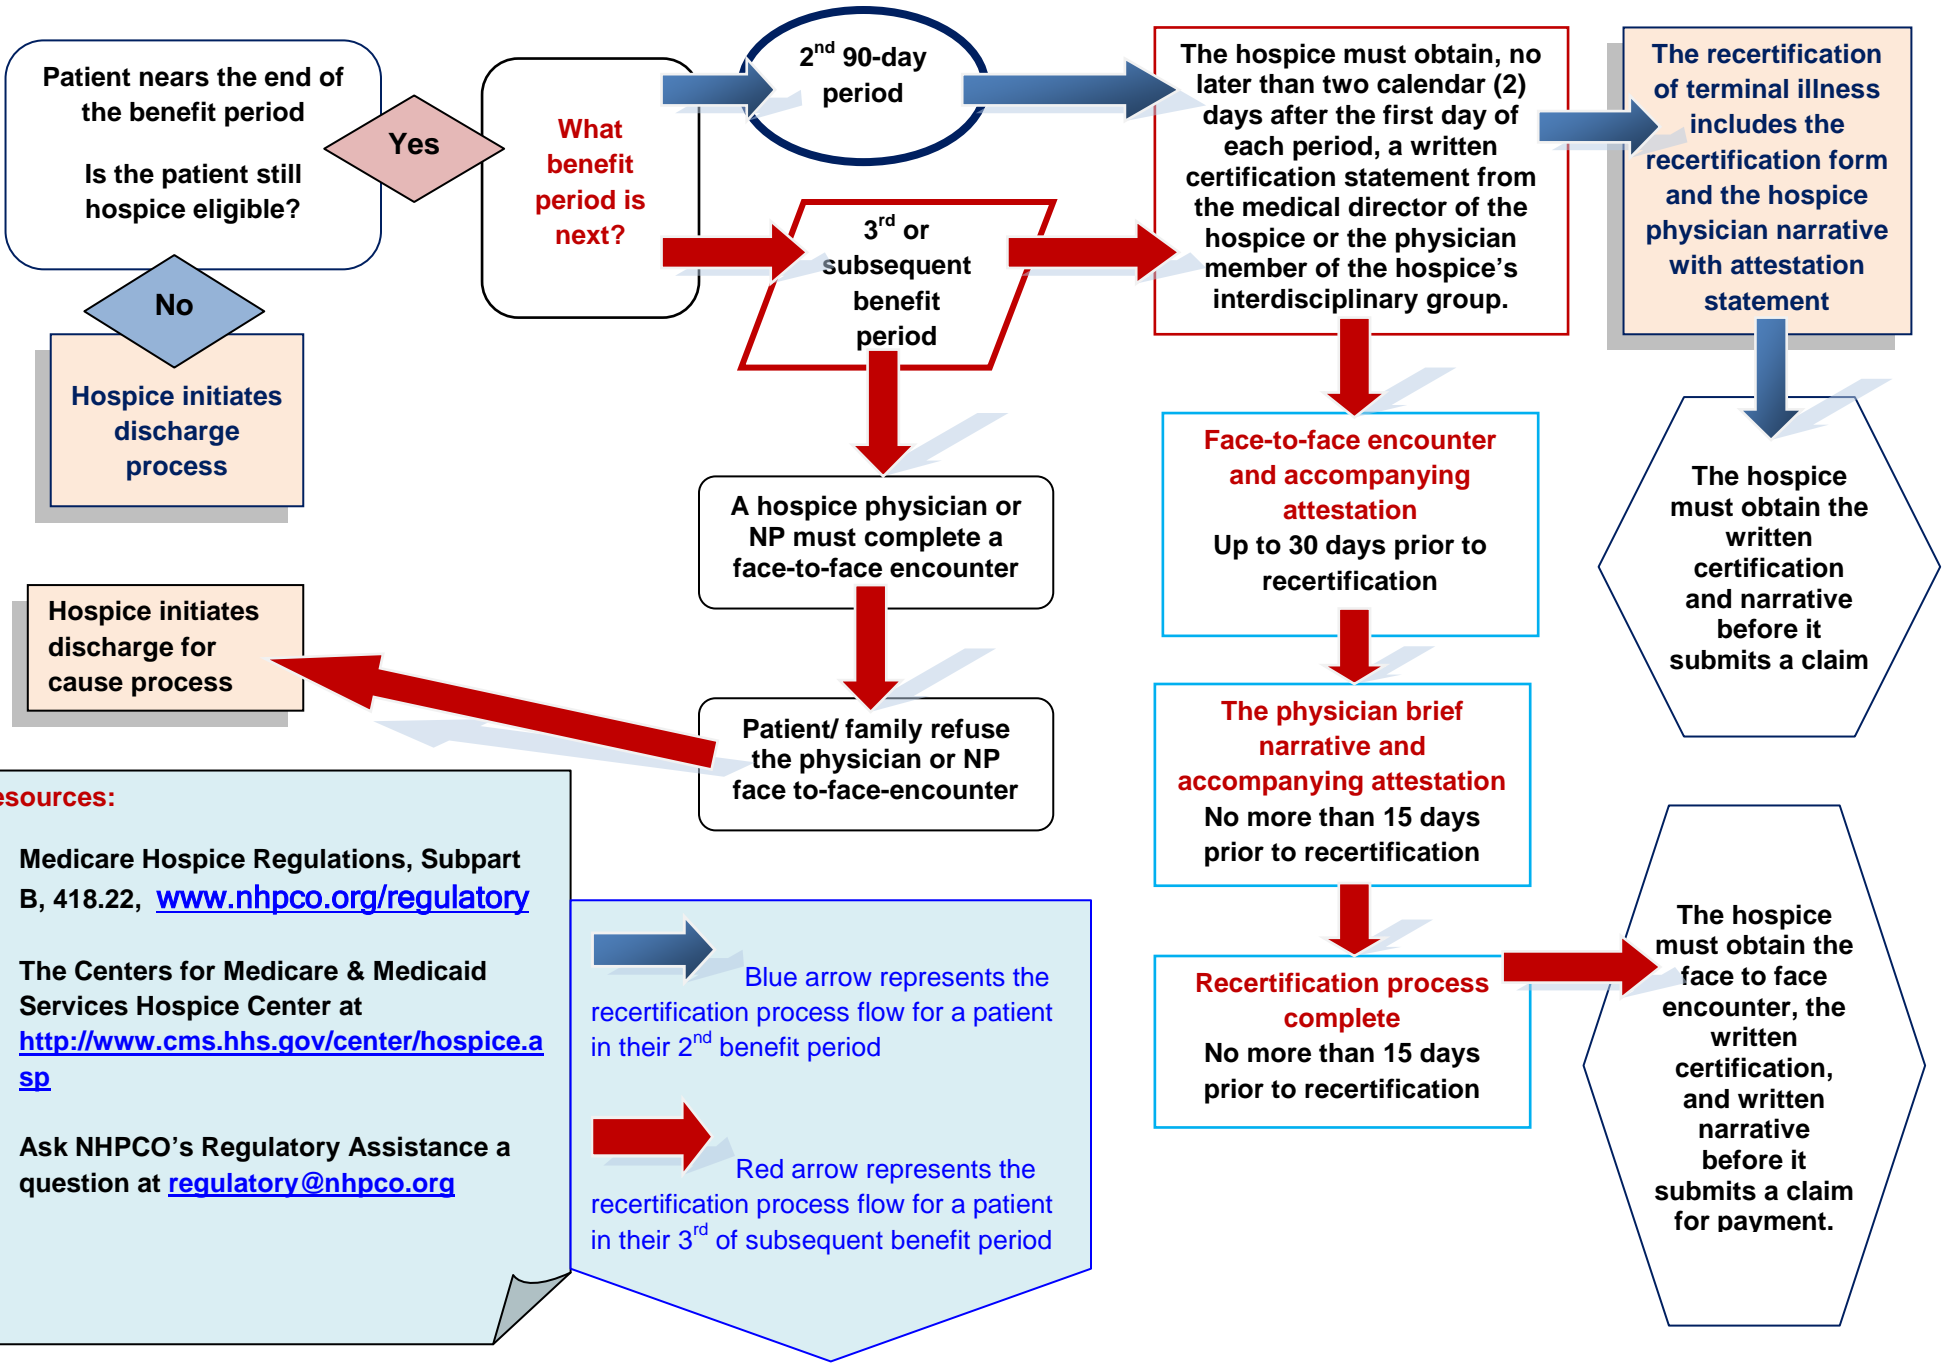 Patient nears the end of
the benefit period
Is the patient still
hospice eligible?
Yes
No
Hospice initiates
discharge
process
What
benefit
period is
next?
2nd 90-day
period
3rd or
subsequent
benefit
period
The hospice must obtain, no
later than two calendar (2)
days after the first day of
each period, a written
certification statement from
the medical director of the
hospice or the physician
member of the hospice’s
interdisciplinary group.
The recertification
of terminal illness
includes the
recertification form
and the hospice
physician narrative
with attestation
statement
The hospice
must obtain the
written
certification
and narrative
before it
submits a claim
A hospice physician or
NP must complete a
face-to-face encounter
Patient/ family refuse
the physician or NP
face to-face-encounter
Hospice initiates
discharge for
cause process
Face-to-face encounter
and accompanying
attestation
Up to 30 days prior to
recertification
The physician brief
narrative and
accompanying attestation
No more than 15 days
prior to recertification
Recertification process
complete
No more than 15 days
prior to recertification
The hospice
must obtain the
face to face
encounter, the
written
certification,
and written
narrative
before it
submits a claim
for payment.
esources:
Medicare Hospice Regulations, Subpart
B, 418.22, www.nhpco.org/regulatory
The Centers for Medicare & Medicaid
Services Hospice Center at
http://www.cms.hhs.gov/center/hospice.a
sp
Ask NHPCO’s Regulatory Assistance a
question at regulatory@nhpco.org
Blue arrow represents the
recertification process flow for a patient
in their 2nd benefit period
Red arrow represents the
recertification process flow for a patient
in their 3rd of subsequent benefit period